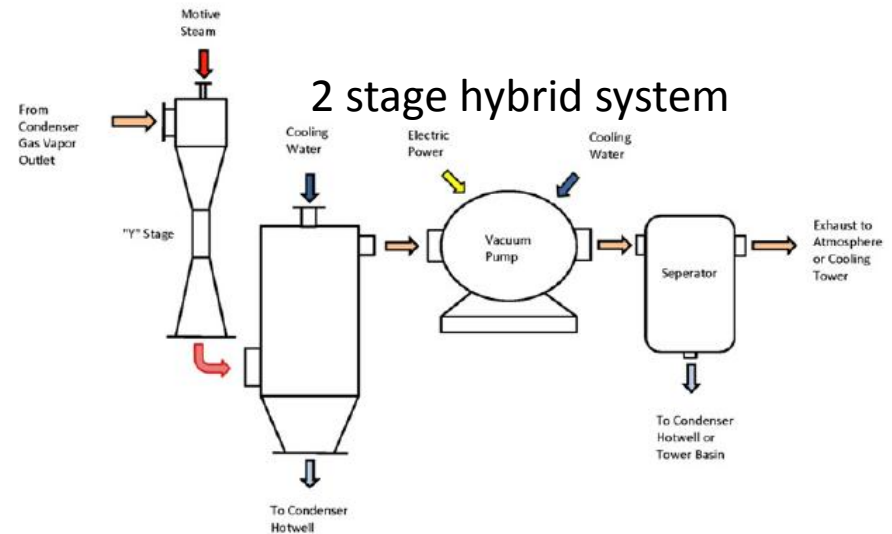 Motive
Steam
2 stage hybrid system
From
Condenser
Gas Vapor
Outlet
Cooling
Water
Electric
Power
Cooling
Water
"Y" Stage
Vacuum
Pump
Seperator
Exhaust to
Atmosphere
or Cooling
Tower
To Condenser
Hotwell or
Tower Basin
To Condenser
Hotwell